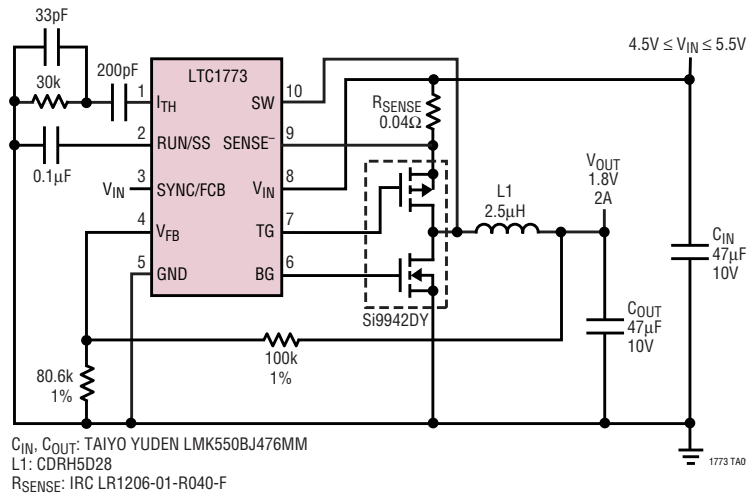 33pF
30k
200pF
LTC1773
1
ITH
2
RUN/SS
0.1µF
VIN
3
SYNC/FCB
4
VFB
5
GND
10
SW
9
SENSE–
8
VIN
7
TG
6
BG
RSENSE
0.04Ω
Si9942DY
L1
2.5µH
VOUT
1.8V
2A
4.5V ≤ VIN ≤ 5.5V
CIN
47µF
10V
COUT
47µF
10V
100k
1%
80.6k
1%
CIN, COUT: TAIYO YUDEN LMK550BJ476MM
L1: CDRH5D28
RSENSE: IRC LR1206-01-R040-F
1773 TA0